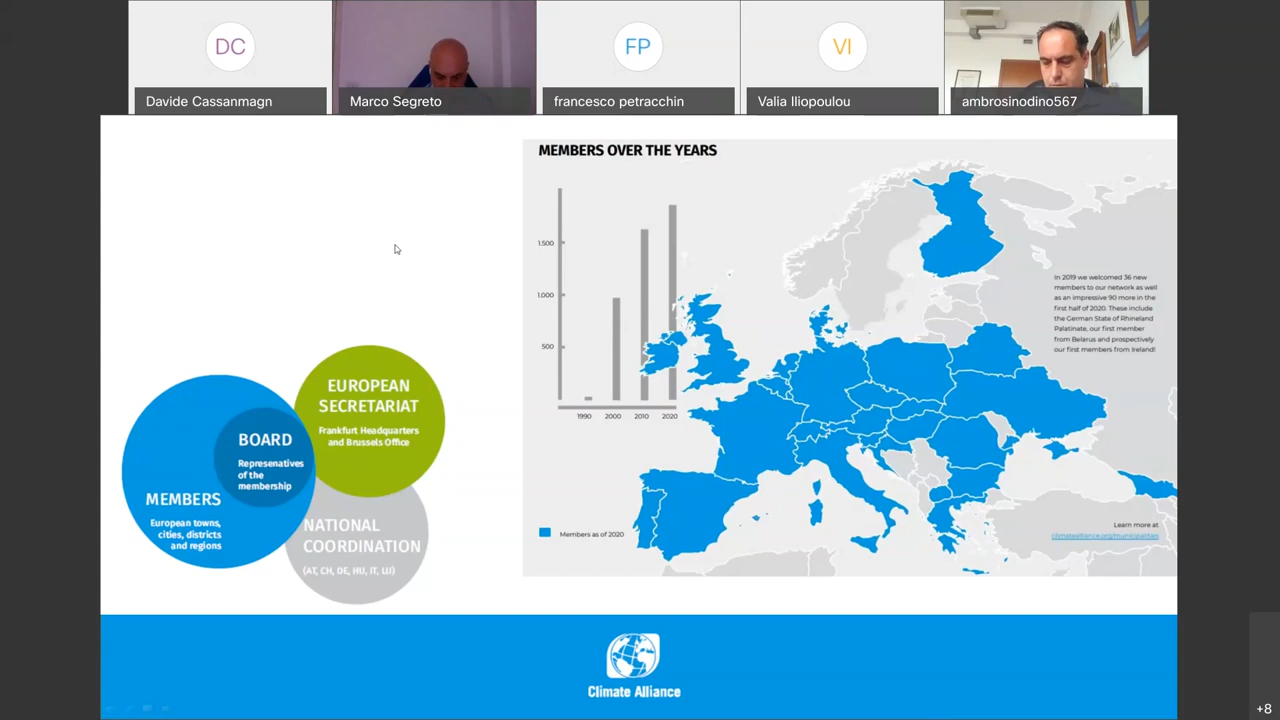 DC
FP
VI
Davide Cassanmagn
Marco Segreto
francesco petracchin
Valia Iliopoulou
ambrosinodino567
MEMBERS OVER THE YEARS
1.500
1.000
500
1990
2000
2010
2020
In 2019 we welcomed 36 new
members to our network as well
as an impressive 90 more in the
first half of 2020. These include
the German State of Rhineland
Palatinate, our first member
from Belarus and prospectively
our first members from Ireland!
Members as of 2020
Learn more at
climatealliance.org/municipalities
EUROPEAN
SECRETARIAT
Frankfurt Headquarters
and Brussels Office
BOARD
Represenatives
of the
membership
MEMBERS
European towns,
cities, districts
and regions
NATIONAL
COORDINATION
(AT, CH, DE, HU, IT, LU)
Climate Alliance
+8